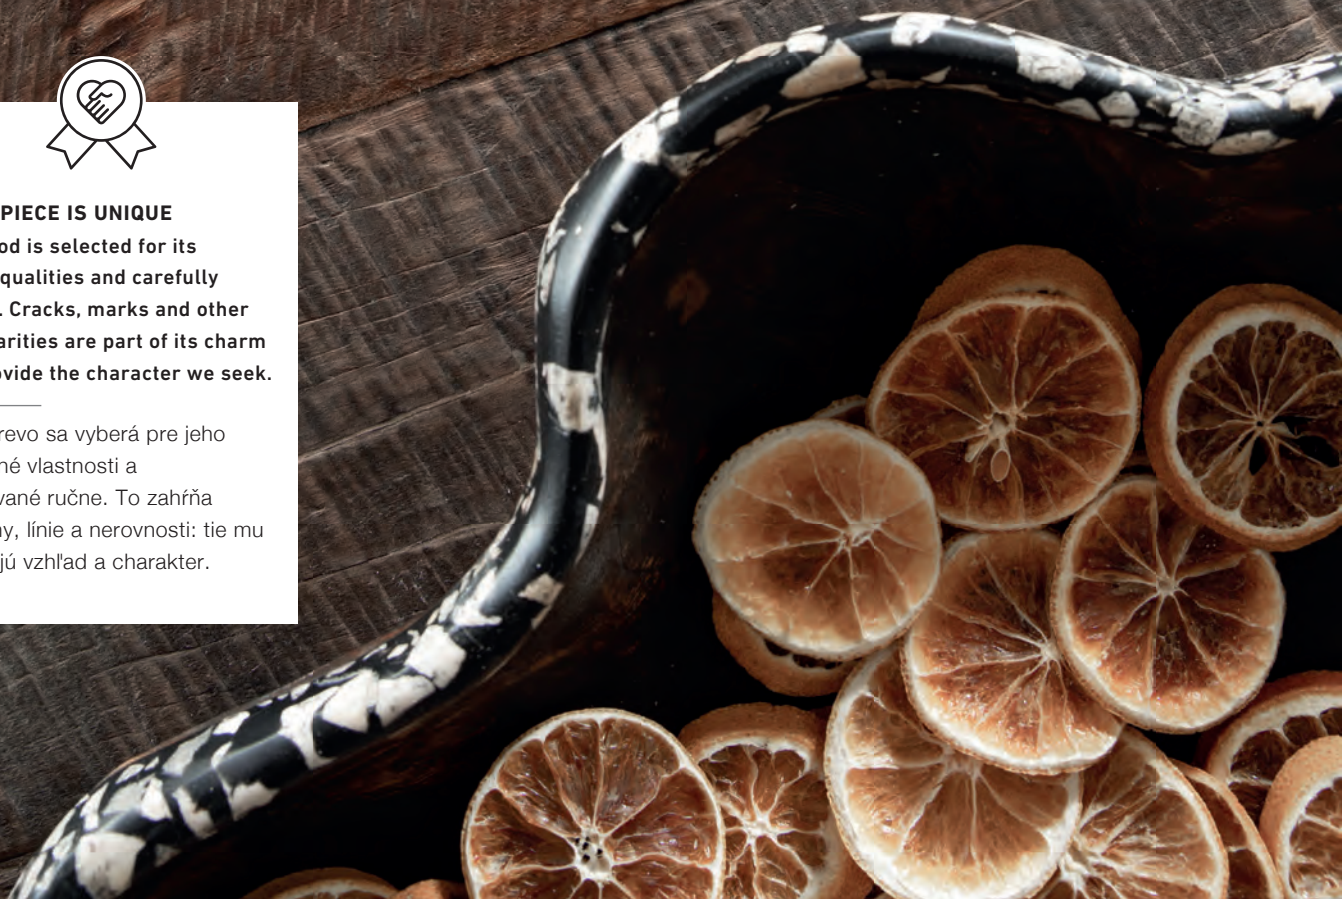 PIECE IS UNIQUE
od is selected for its
qualities and carefully
. Cracks, marks and other
arities are part of its charm
ovide the character we seek.
revo sa vyberá pre jeho
né vlastnosti a
vané ručne. To zahŕňa
ny, línie a nerovnosti: tie mu
jú vzhľad a charakter.